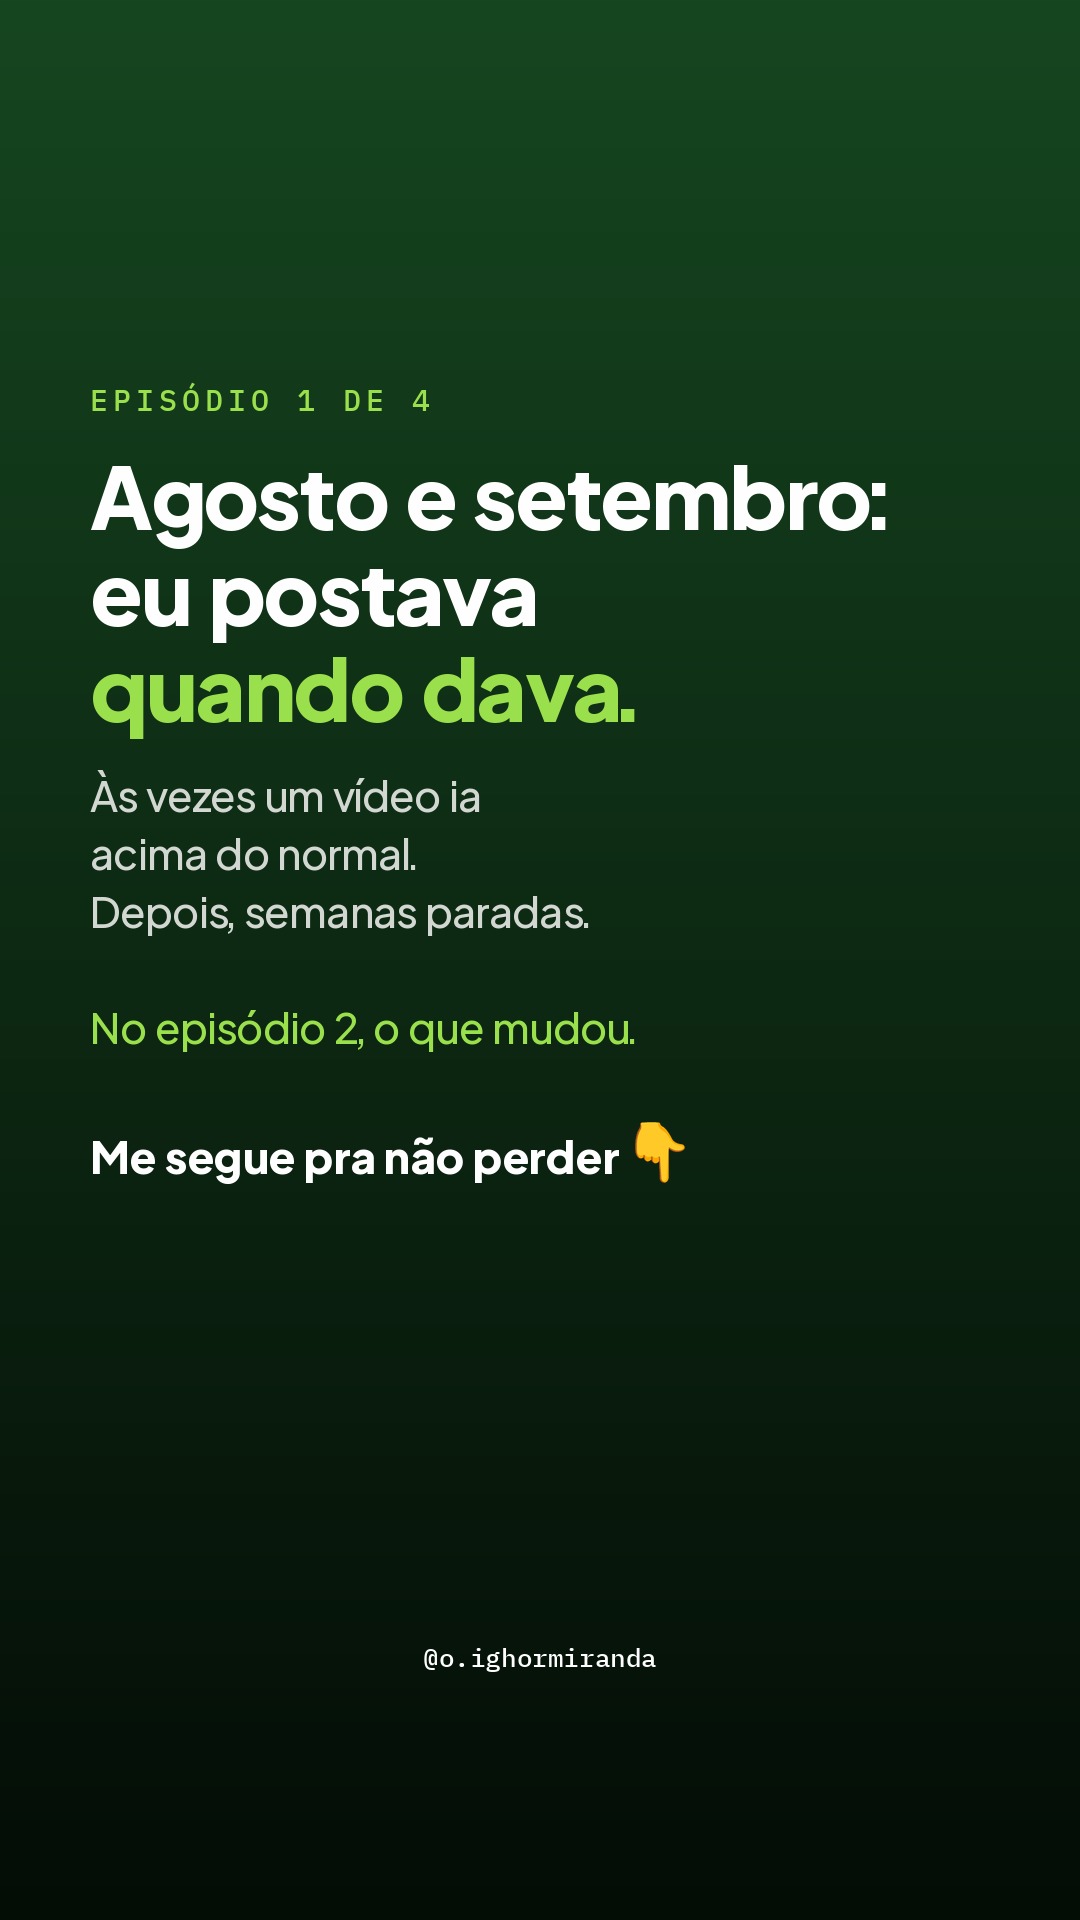 EPISÓDIO 1 DE 4
Agosto e setembro:
eu postava
quando dava.
Às vezes um vídeo ia
acima do normal.
Depois, semanas paradas.
No episódio 2, o que mudou.
Me segue pra não perder 👇
@o.ighormiranda